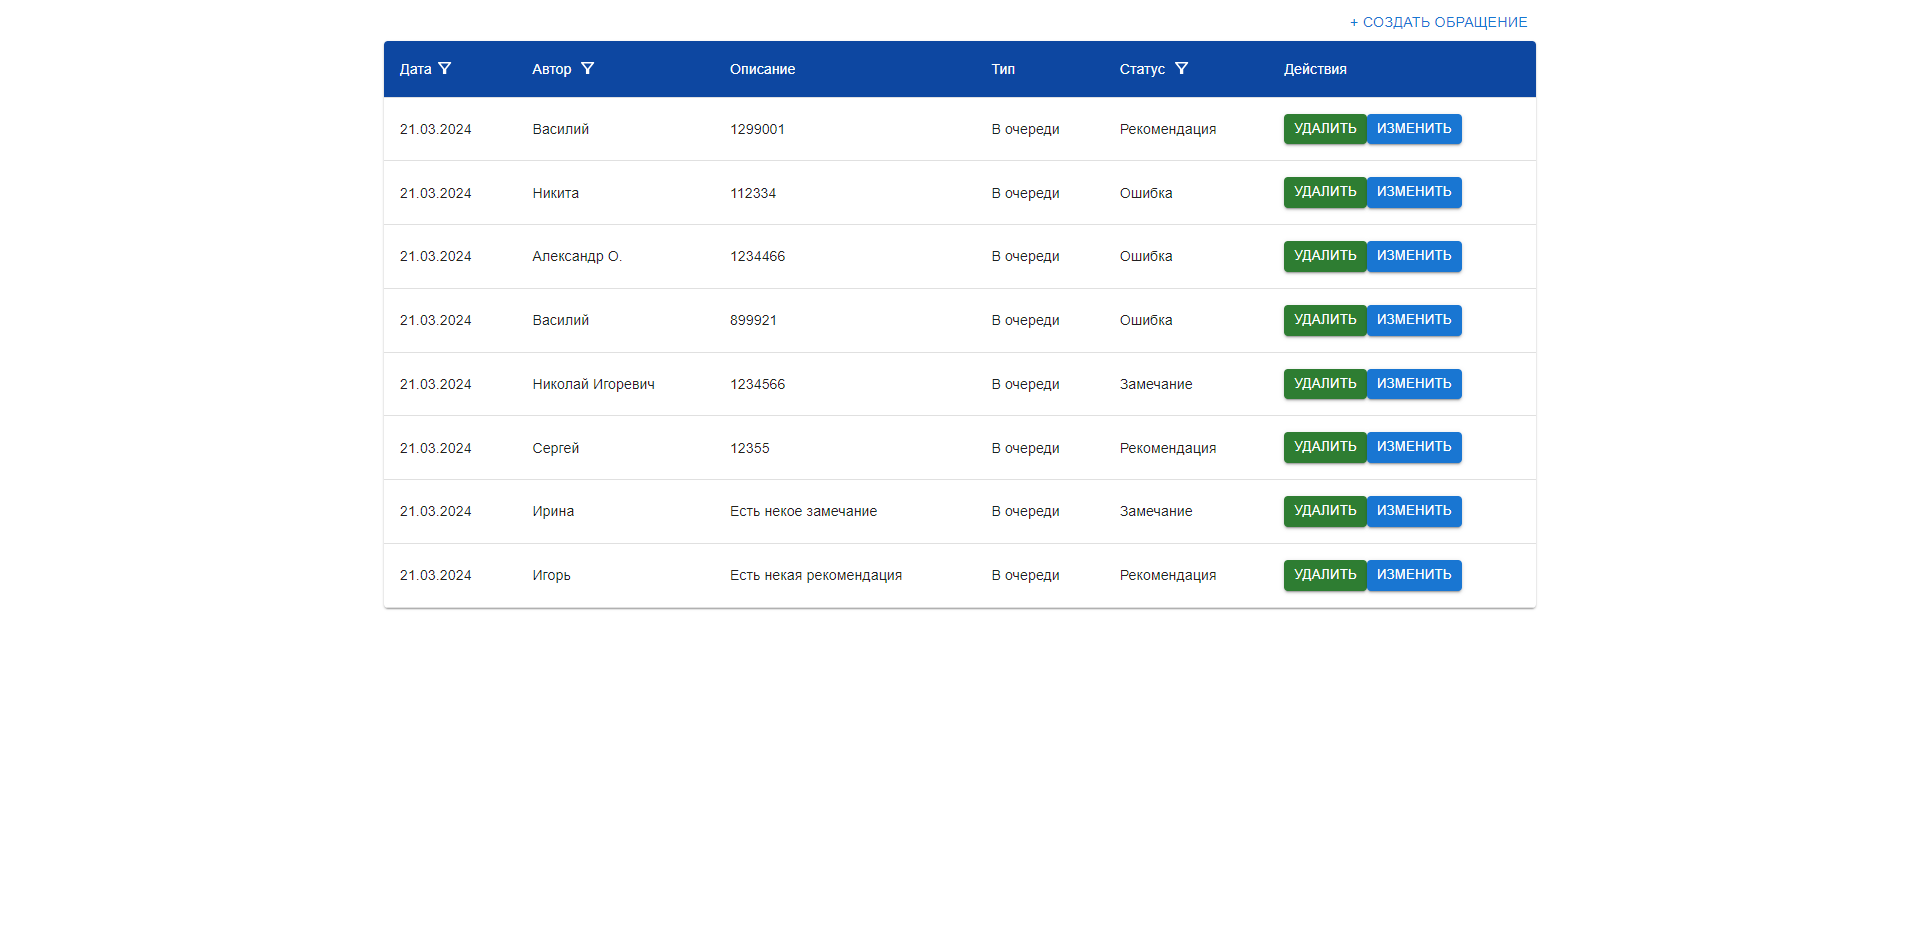 + СОЗДАТЬ ОБРАЩЕНИЕ
Дата Автор Описание Тип Статус Действия
21.03.2024 Василий 1299001 В очереди Рекомендация УДАЛИТЬ ИЗМЕНИТЬ
21.03.2024 Никита 112334 В очереди Ошибка УДАЛИТЬ ИЗМЕНИТЬ
21.03.2024 Александр О. 1234466 В очереди Ошибка УДАЛИТЬ ИЗМЕНИТЬ
21.03.2024 Василий 899921 В очереди Ошибка УДАЛИТЬ ИЗМЕНИТЬ
21.03.2024 Николай Игоревич 1234566 В очереди Замечание УДАЛИТЬ ИЗМЕНИТЬ
21.03.2024 Сергей 12355 В очереди Рекомендация УДАЛИТЬ ИЗМЕНИТЬ
21.03.2024 Ирина Есть некое замечание В очереди Замечание УДАЛИТЬ ИЗМЕНИТЬ
21.03.2024 Игорь Есть некая рекомендация В очереди Рекомендация УДАЛИТЬ ИЗМЕНИТЬ